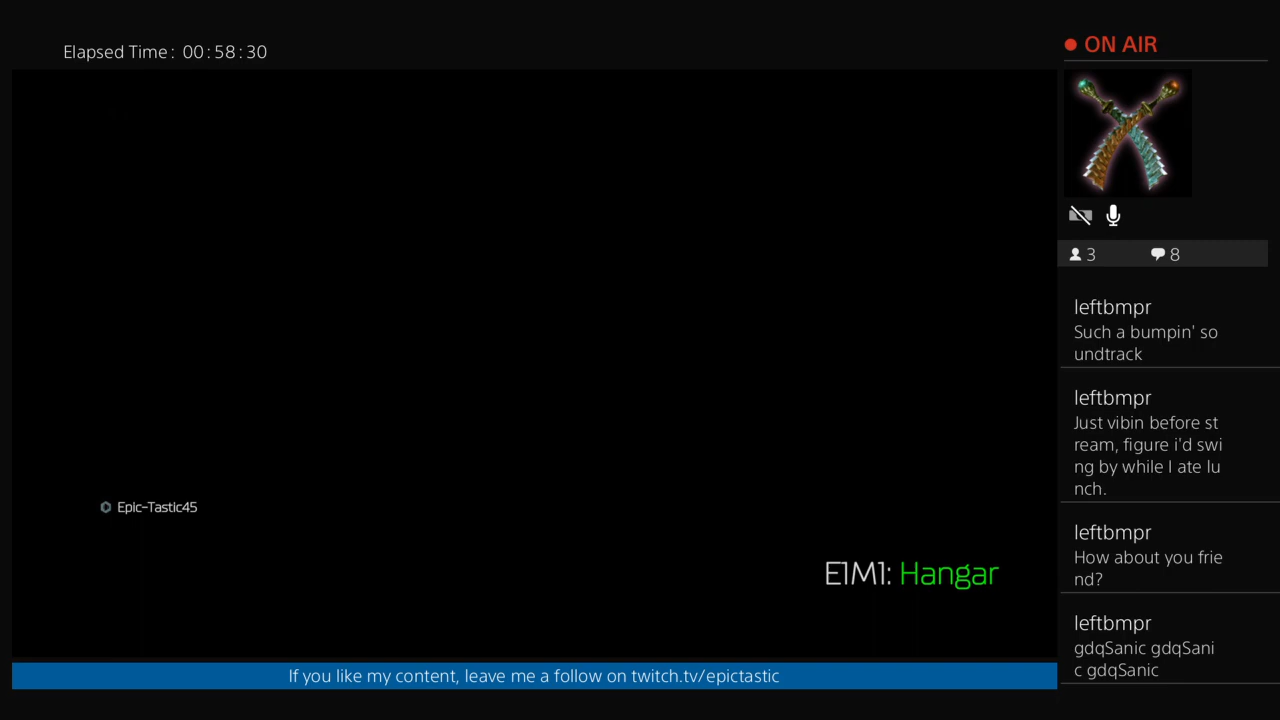 Elapsed Time: 00:58:30
ON AIR
3 8
leftbmpr
Such a bumpin' so
undtrack
leftbmpr
Just vibin before st
ream, figure i'd swi
ng by while I ate lu
nch.
leftbmpr
How about you frie
nd?
leftbmpr
gdqSanic gdqSani
c gdqSanic
Epic-Tastic45
E1M1: Hangar
If you like my content, leave me a follow on twitch.tv/epictastic